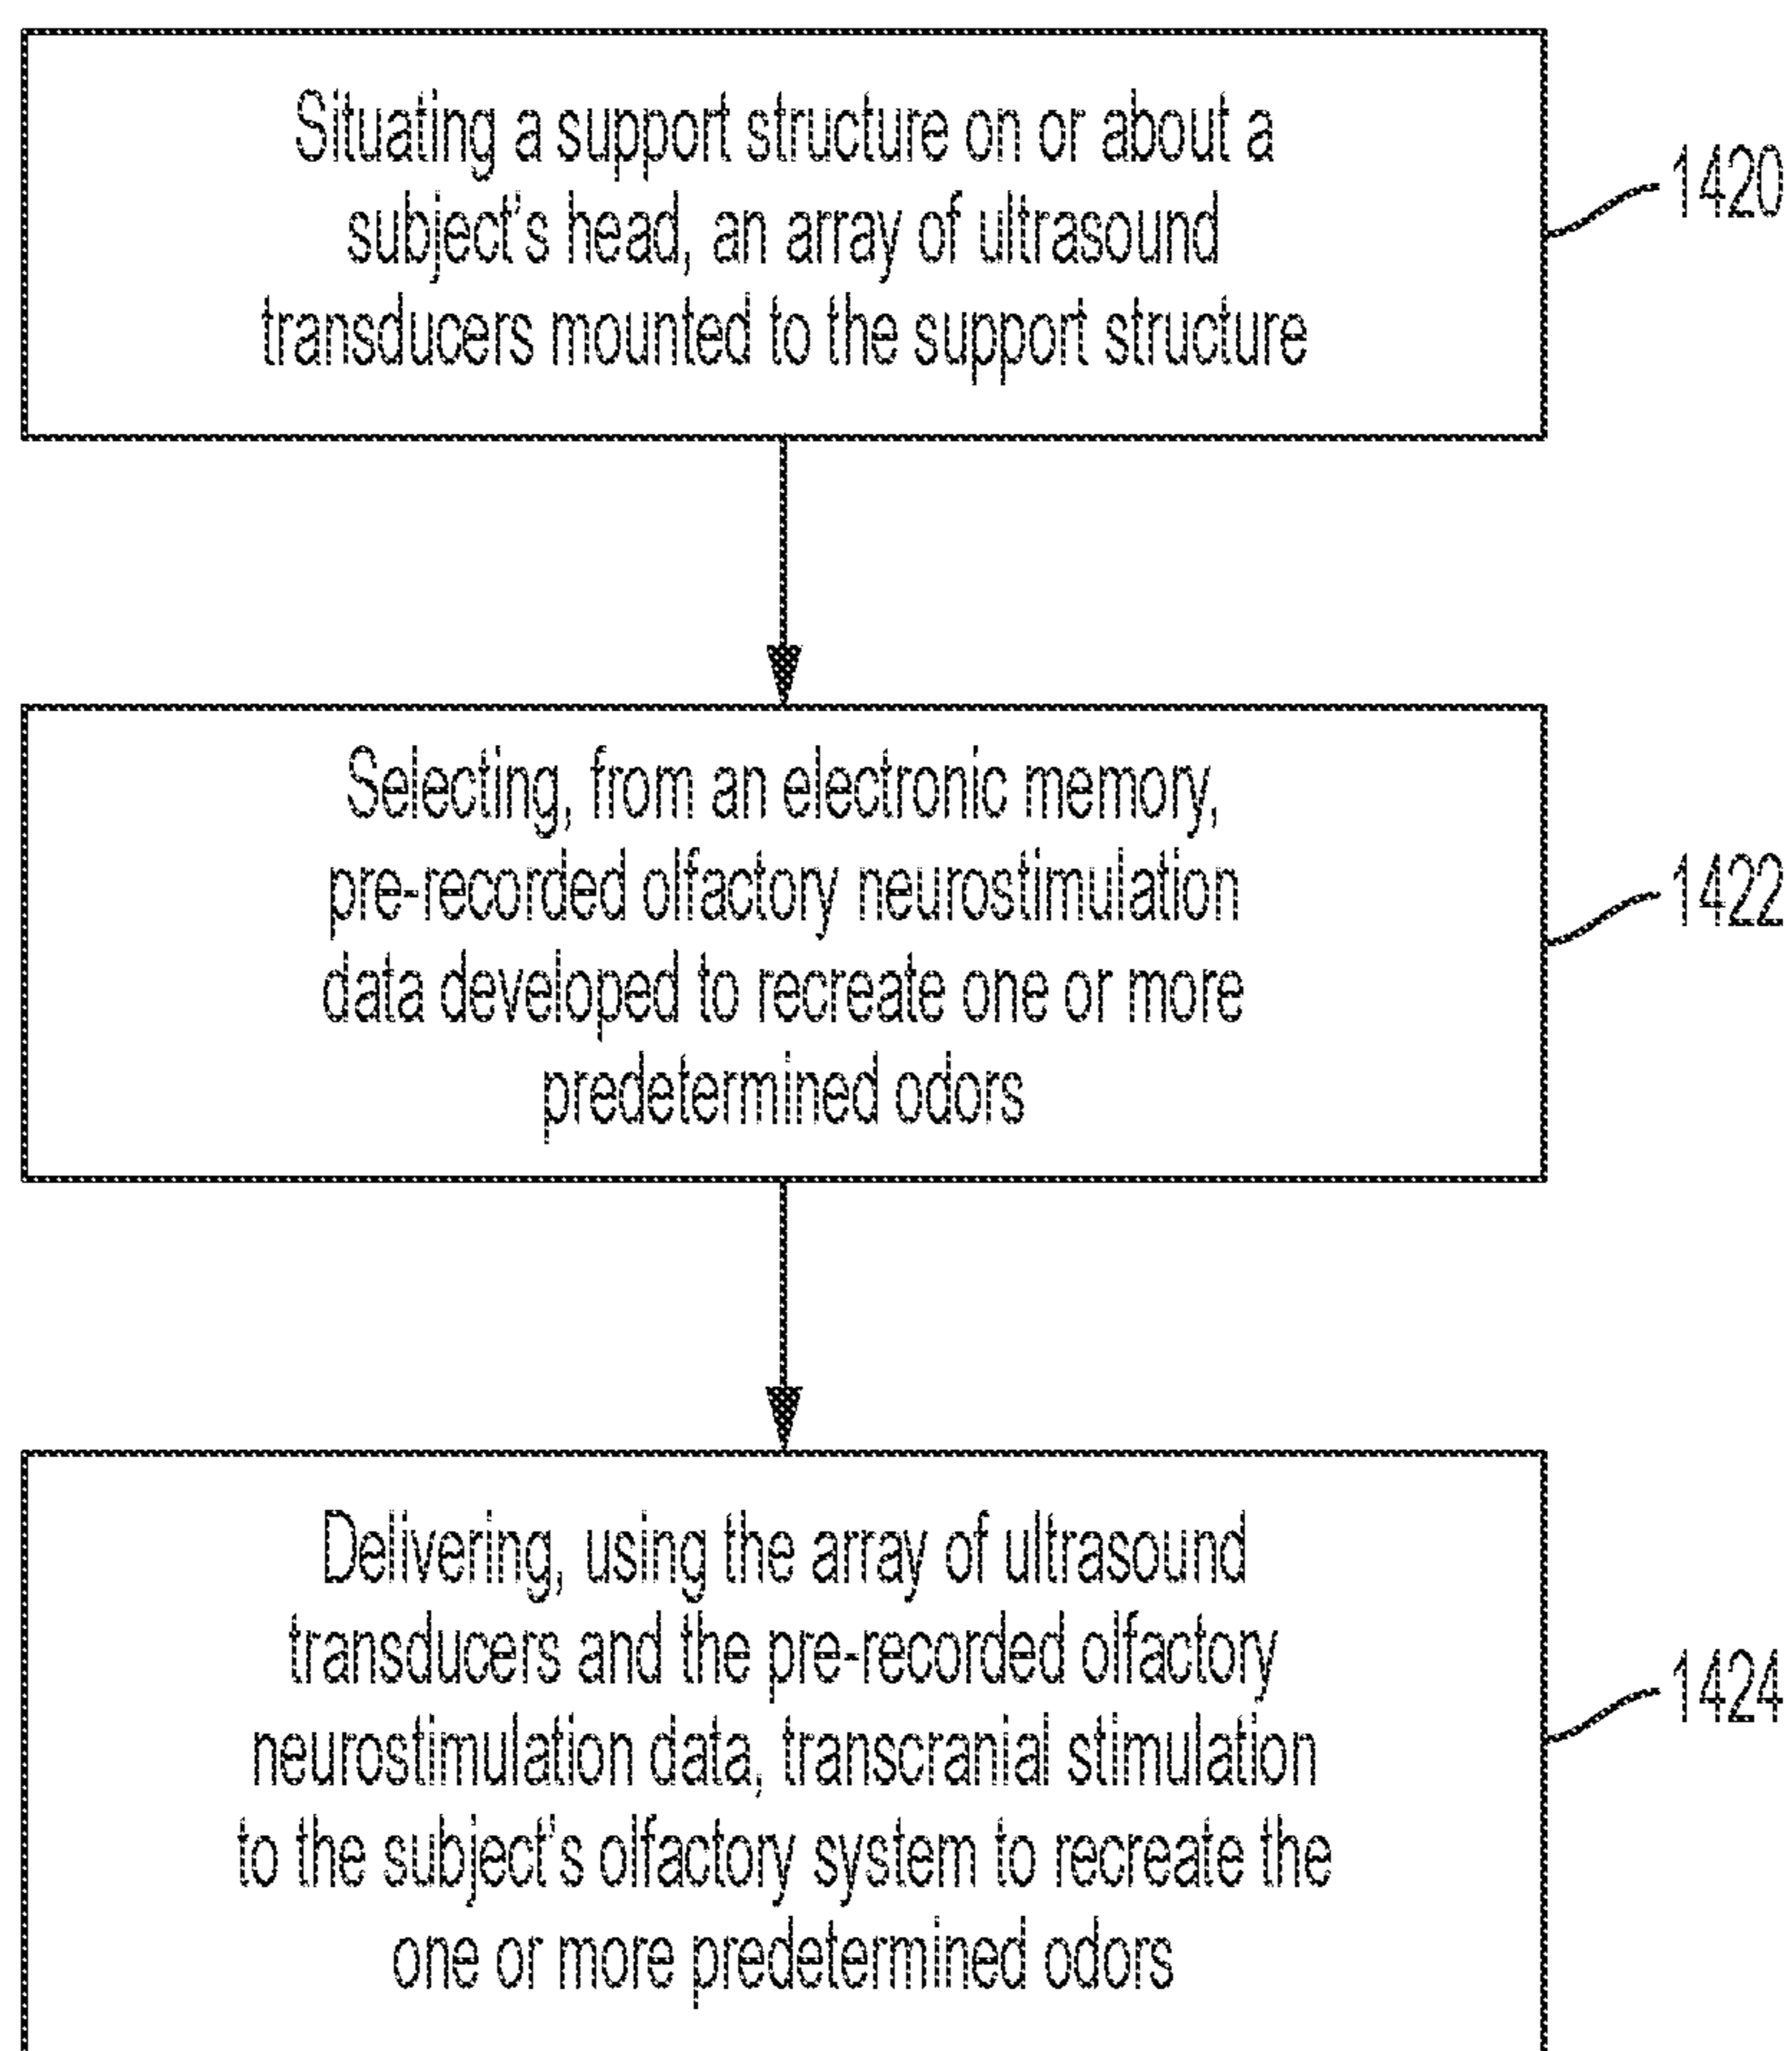 Situating a support structure on or about a
subject's head, an array of ultrasound
transducers mounted to the support structure
1420
Selecting, from an electronic memory,
pre-recorded olfactory neurostimulation
data developed to recreate one or more
predetermined odors
1422
Delivering, using the array of ultrasound
transducers and the pre-recorded olfactory
neurostimulation data, transcranial stimulation
to the subject's olfactory system to recreate the
one or more predetermined odors
1424